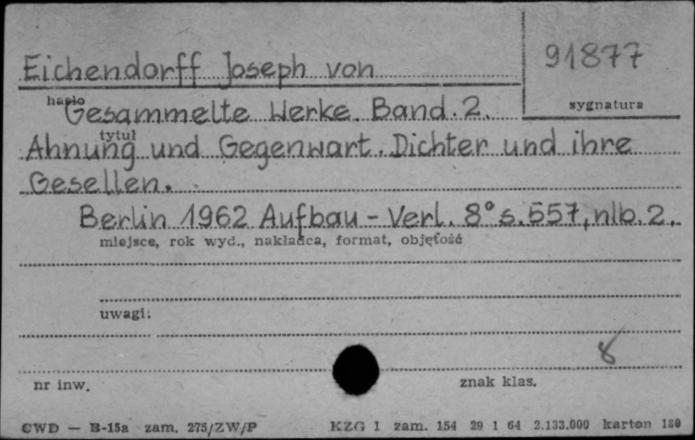 91877
Eichendorff Joseph von
hasło
sygnatura
Gesammelte Werke. Band. 2.
tytuł
Ahnung und Gegenwart. Dichter und ihre
Gesellen.
Berlin 1962 Aufbau - Verl. 8° s. 557, nlb. 2.
miejsce, rok wyd., nakładca, format, objętość
uwagi:
8
nr inw.
znak klas.
CWD — B-15a zam. 275/ZW/P KZG 1 zam. 154 29 1 64 2.133.000 karton 180